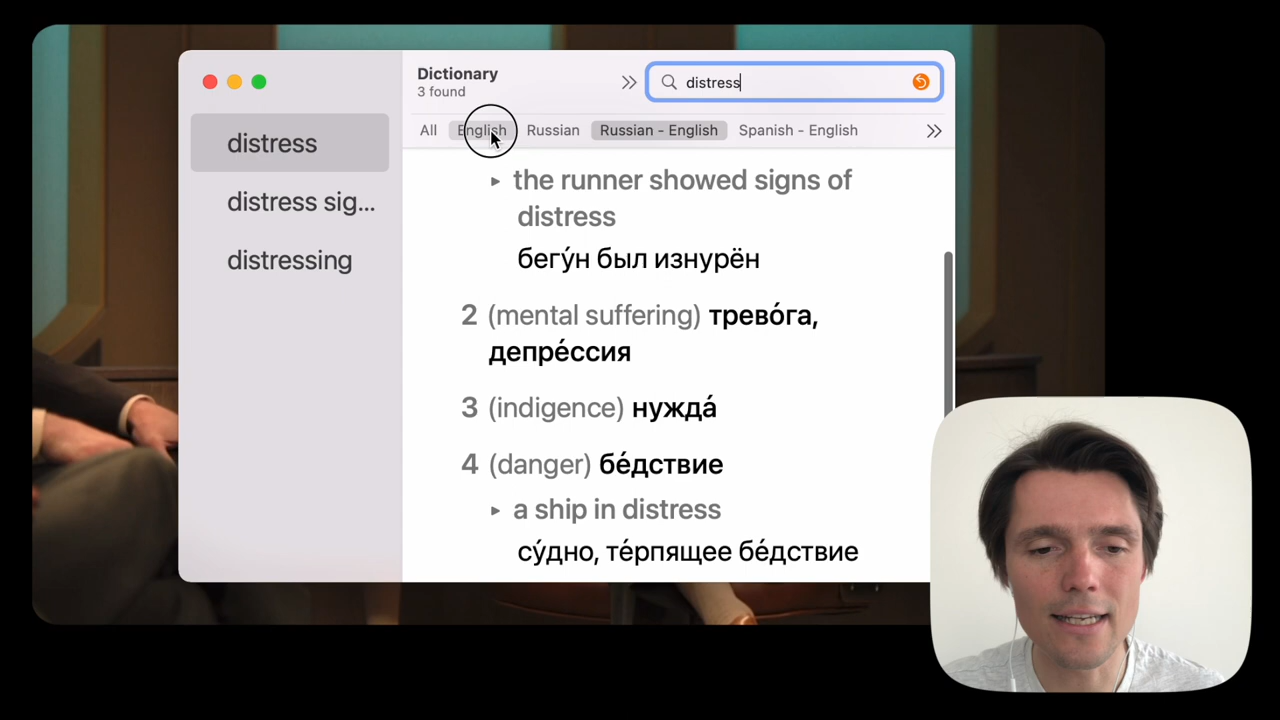 Dictionary
3 found
distress
All English Russian Russian - English Spanish - English
distress
distress sig...
distressing
the runner showed signs of
distress
бегу́н был изнурён
2 (mental suffering) трево́га,
депре́ссия
3 (indigence) нужда́
4 (danger) бе́дствие
a ship in distress
су́дно, те́рпящее бе́дствие